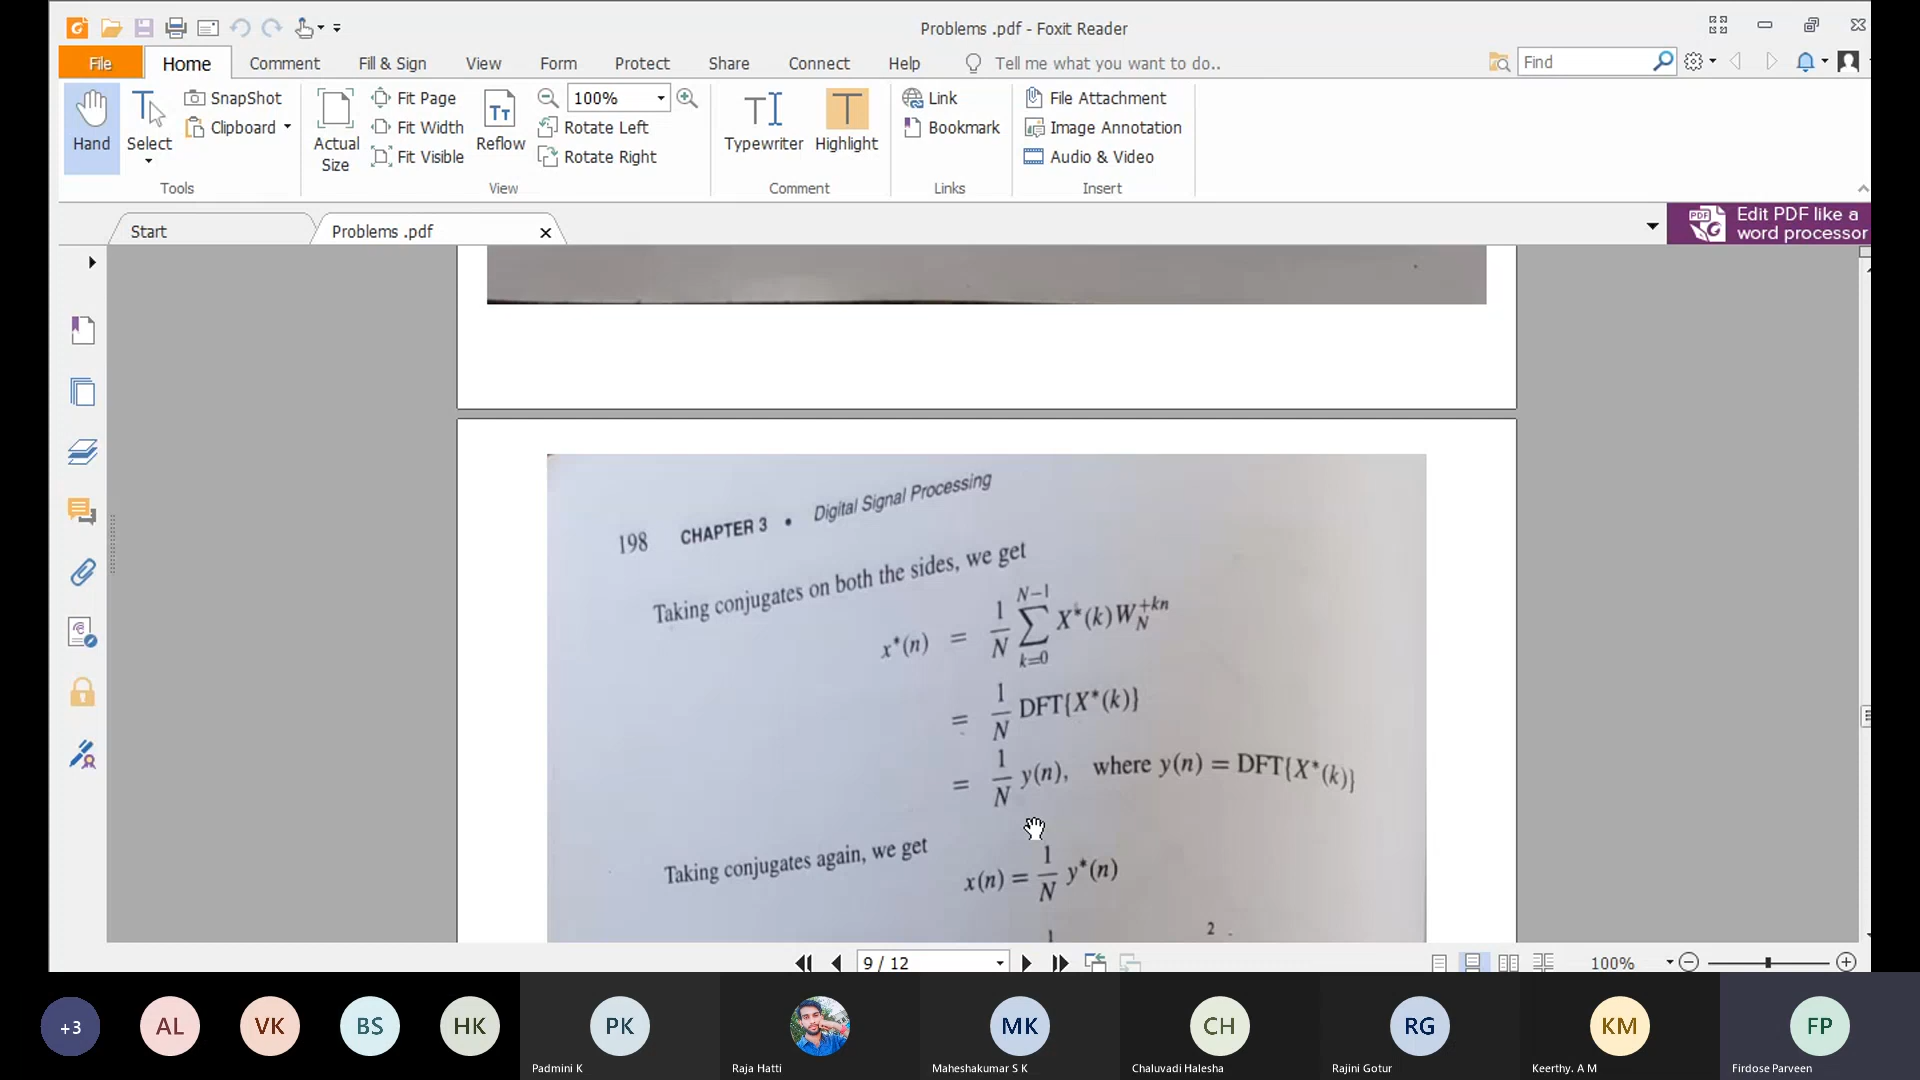 Problems .pdf - Foxit Reader
File Home Comment Fill & Sign View Form Protect Share Connect Help Tell me what you want to do.. Find
Hand Select SnapShot Clipboard Actual Size Fit Page Fit Width Fit Visible Reflow 100% Rotate Left Rotate Right Typewriter Highlight Link Bookmark File Attachment Image Annotation Audio & Video
Tools View Comment Links Insert
Start Problems .pdf
PDF Edit PDF like a
word processor
198 CHAPTER 3 • Digital Signal Processing
Taking conjugates on both the sides, we get
x*(n) = 1/N ∑_{k=0}^{N−1} X*(k) W_N^{+kn}
= 1/N DFT{X*(k)}
= 1/N y(n), where y(n) = DFT{X*(k)}
Taking conjugates again, we get
x(n) = 1/N y*(n)
1 2
9 / 12 100%
+3 AL VK BS HK PK MK CH RG KM FP
Padmini K Raja Hatti Maheshakumar S K Chaluvadi Halesha Rajini Gotur Keerthy. A M Firdose Parveen